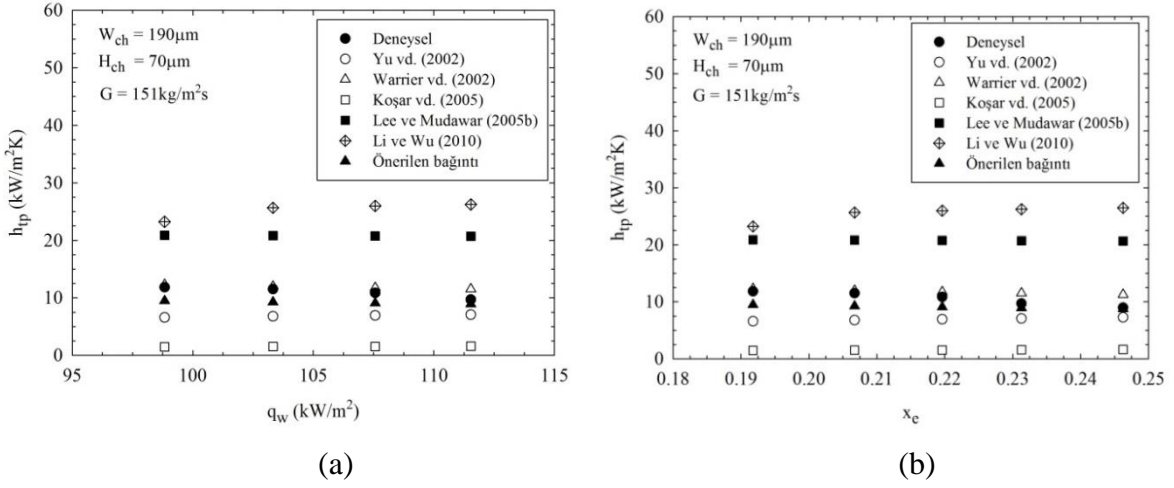 60
50
40
30
20
10
0
h_tp (kW/m²K)
W_ch = 190μm
H_ch = 70μm
G = 151kg/m²s
Deneysel
Yu vd. (2002)
Warrier vd. (2002)
Koşar vd. (2005)
Lee ve Mudawar (2005b)
Li ve Wu (2010)
Önerilen bağıntı
95 100 105 110 115
q_w (kW/m²)
(a)
60
50
40
30
20
10
0
h_tp (kW/m²K)
W_ch = 190μm
H_ch = 70μm
G = 151kg/m²s
Deneysel
Yu vd. (2002)
Warrier vd. (2002)
Koşar vd. (2005)
Lee ve Mudawar (2005b)
Li ve Wu (2010)
Önerilen bağıntı
0.18 0.19 0.20 0.21 0.22 0.23 0.24 0.25
x_e
(b)